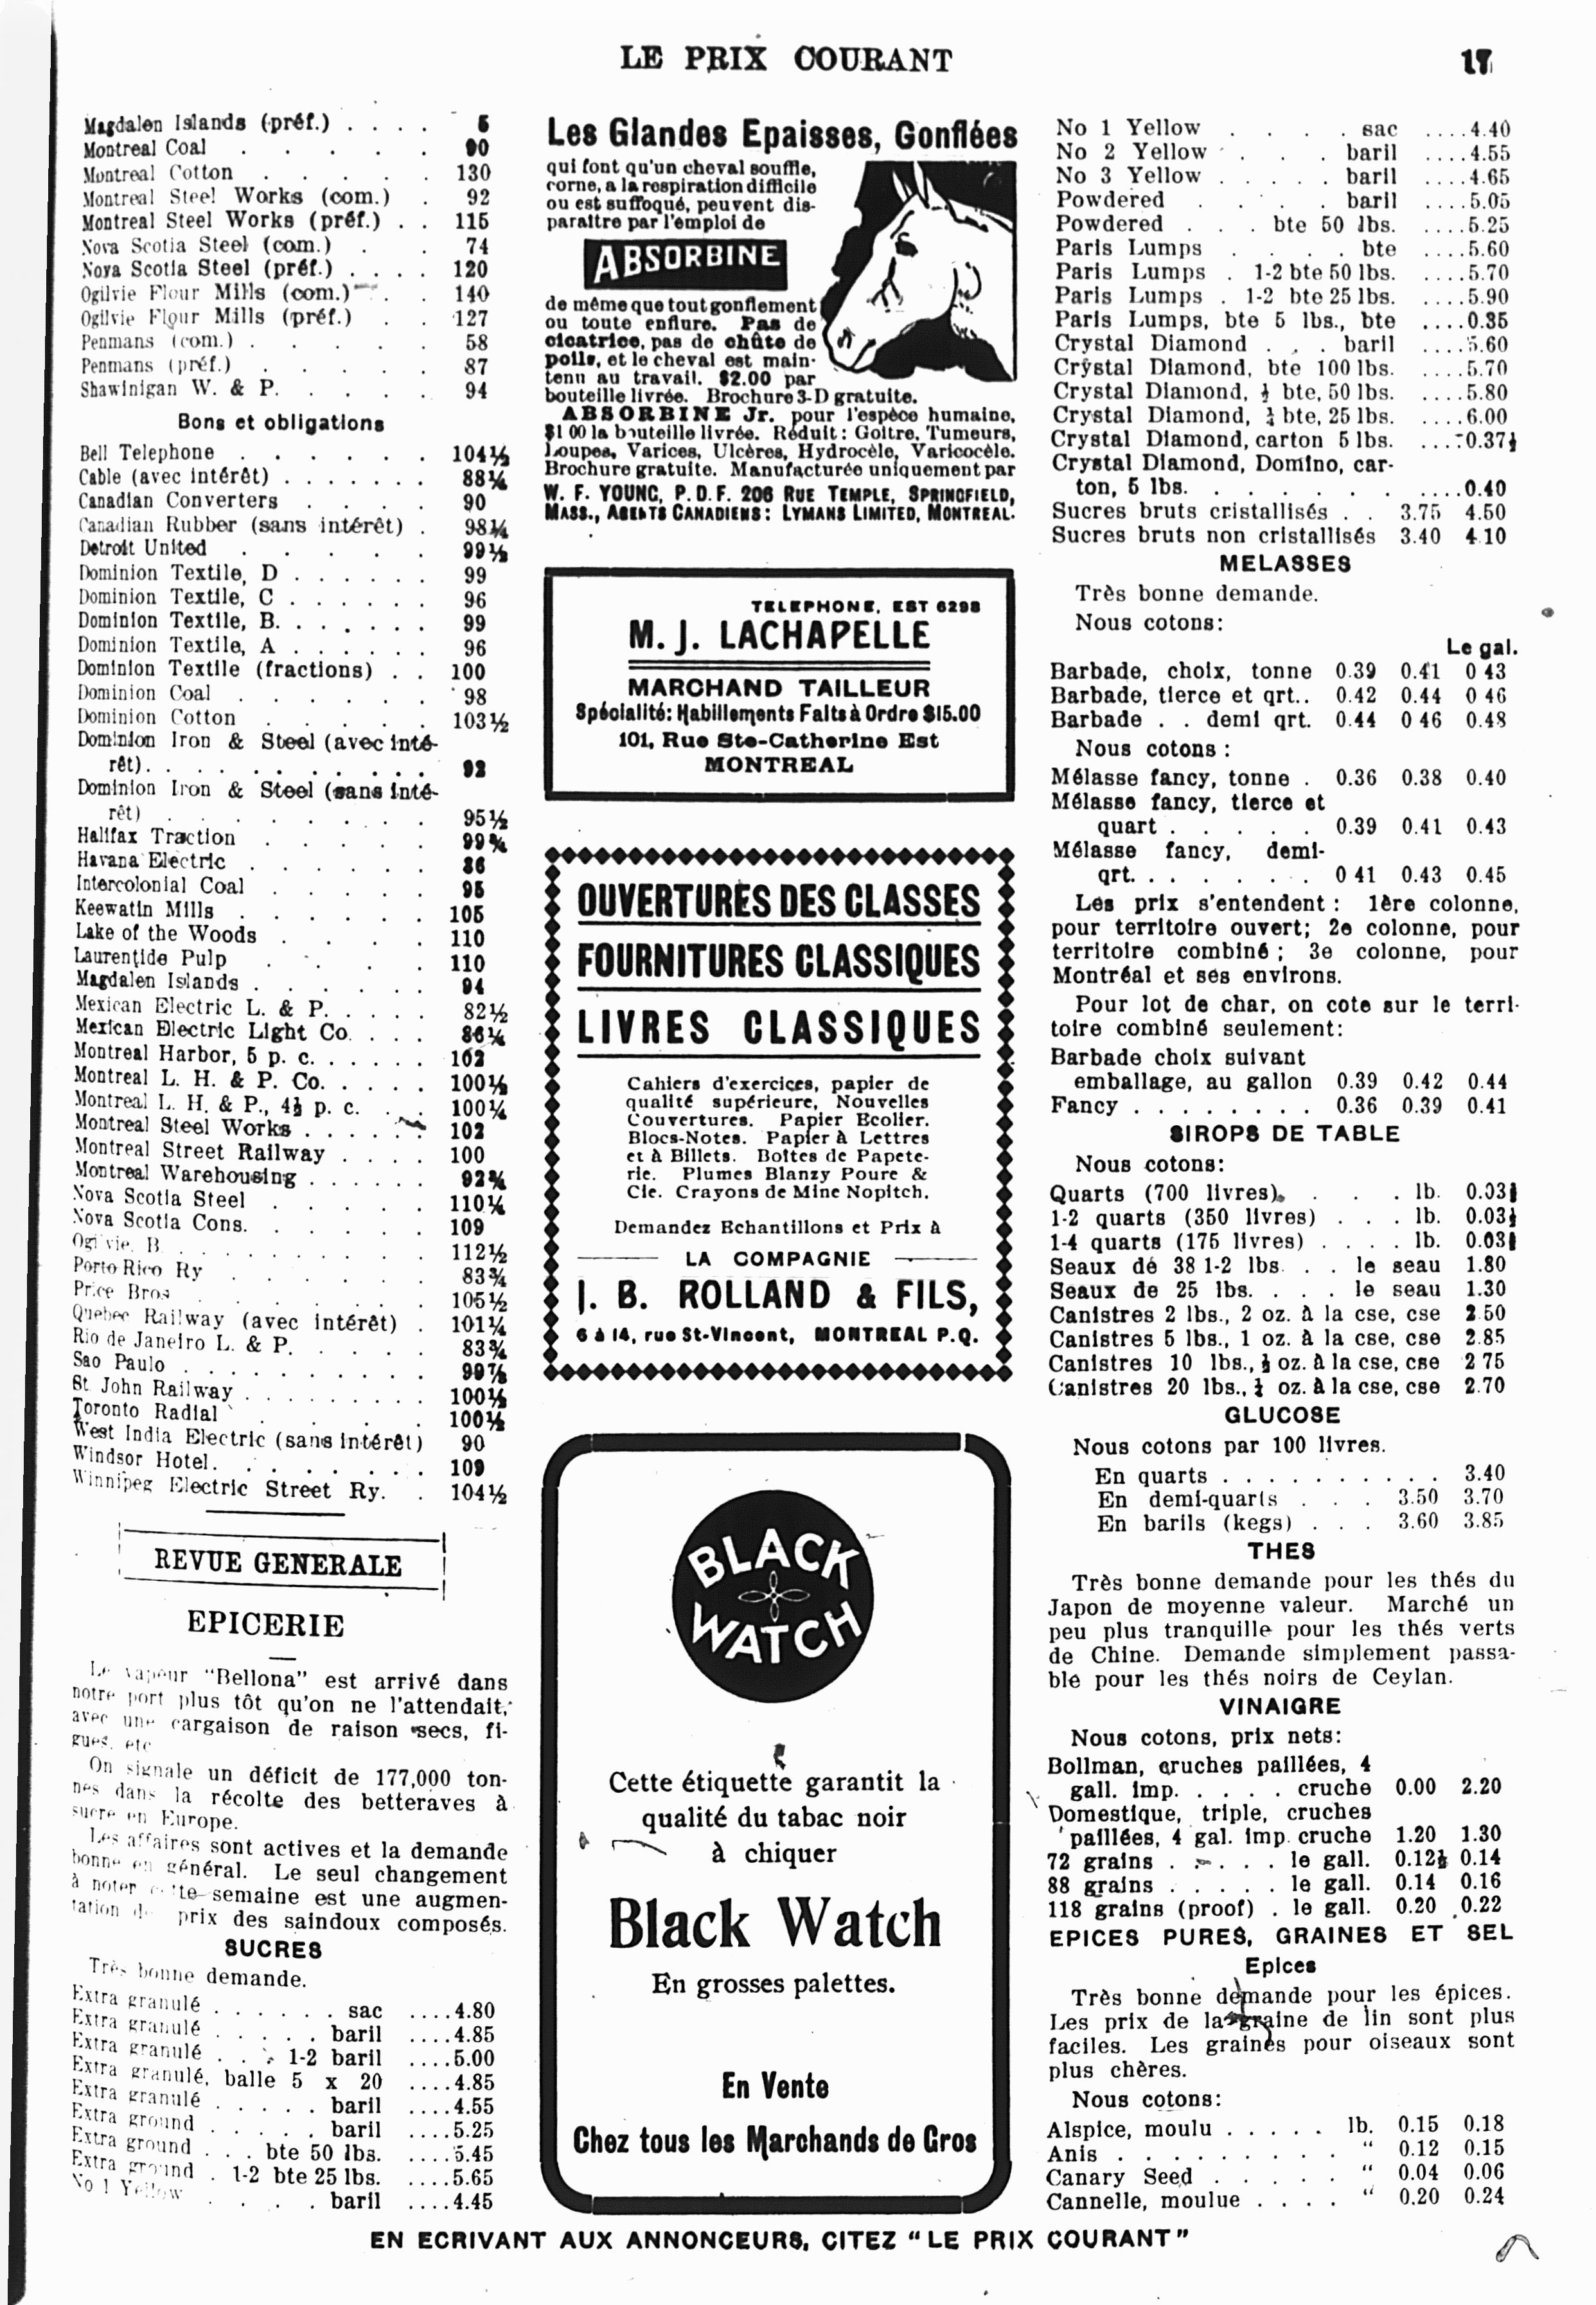 LE PRIX COURANT
17
Magdalen Islands (préf.) . . . . 5
Montreal Coal . . . . . 90
Montreal Cotton . . . . . 130
Montreal Steel Works (com.) . 92
Montreal Steel Works (préf.) . . 115
Nova Scotia Steel (com.) . . 74
Nova Scotia Steel (préf.) . . . . 120
Ogilvie Flour Mills (com.) . . 140
Ogilvie Flour Mills (préf.) . . 127
Penmans (com.) . . . . . 58
Penmans (préf.) . . . . . 87
Shawinigan W. & P. . . . . 94
Bons et obligations
Bell Telephone . . . . . . 104½
Cable (avec intérêt) . . . . . . . 88¼
Canadian Converters . . . . 90
Canadian Rubber (sans intérêt) . 98¼
Detroit United . . . . . 99½
Dominion Textile, D . . . . . . 99
Dominion Textile, C . . . . . . 96
Dominion Textile, B. . . . . . . 99
Dominion Textile, A . . . . . . 96
Dominion Textile (fractions) . . 100
Dominion Coal . . . . . 98
Dominion Cotton . . . . . 103½
Dominion Iron & Steel (avec inté-
rêt). . . . . . . . . . . 92
Dominion Iron & Steel (sans inté-
rêt) . . . . . . . . 95½
Halifax Traction . . . . . 99¾
Havana Electric . . . . . 86
Intercolonial Coal . . . . . 95
Keewatin Mills . . . . . 105
Lake of the Woods . . . . 110
Laurentide Pulp . . . . 110
Magdalen Islands . . . . . . 94
Mexican Electric L. & P. . . . . 82½
Mexican Electric Light Co. . . . 86¼
Montreal Harbor, 5 p. c. . . . . 102
Montreal L. H. & P. Co. . . . . 100½
Montreal L. H. & P., 4½ p. c. . . 100¼
Montreal Steel Works . . . . . . 102
Montreal Street Railway . . . . 100
Montreal Warehousing . . . . . . 92¾
Nova Scotia Steel . . . . . 110¼
Nova Scotia Cons. . . . . . 109
Ogilvie, B . . . . . . . . . . 112½
Porto Rico Ry . . . . . . 83¾
Price Bros . . . . . . . 105½
Quebec Railway (avec intérêt) . 101¼
Rio de Janeiro L. & P. . . . . 83¾
Sao Paulo . . . . . . . . . 99⅞
St. John Railway . . . . . . . 100½
Toronto Radial . . . . 100½
West India Electric (sans intérêt) 90
Windsor Hotel. . . . . . . . 109
Winnipeg Electric Street Ry. . 104½
REVUE GENERALE
EPICERIE
Le vapeur "Bellona" est arrivé dans
notre port plus tôt qu'on ne l'attendait,
avec une cargaison de raison secs, fi-
gues, etc
On signale un déficit de 177,000 ton-
nes dans la récolte des betteraves à
sucre en Europe.
Les affaires sont actives et la demande
bonne en général. Le seul changement
à noter cette semaine est une augmen-
tation de prix des saindoux composés.
SUCRES
Très bonne demande.
Extra granulé . . . . . . sac ....4.80
Extra granulé . . . . . baril ....4.85
Extra granulé . . . 1-2 baril ....5.00
Extra granulé, balle 5 x 20 ....4.85
Extra granulé . . . . . baril ....4.55
Extra ground . . . . . baril ....5.25
Extra ground . . . bte 50 lbs. ....5.45
Extra ground . 1-2 bte 25 lbs. ....5.65
No 1 Yellow . . . . baril ....4.45
Les Glandes Epaisses, Gonflées
qui font qu'un cheval souffle,
corne, a la respiration difficile
ou est suffoqué, peuvent dis-
paraître par l'emploi de
ABSORBINE
de même que tout gonflement
ou toute enflure. Pas de
cicatrice, pas de chûte de
poils, et le cheval est main-
tenu au travail. $2.00 par
bouteille livrée. Brochure 3-D gratuite.
ABSORBINE Jr. pour l'espèce humaine,
$1 00 la bouteille livrée. Réduit: Goître, Tumeurs,
Loupes, Varices, Ulcères, Hydrocèle, Varicocèle.
Brochure gratuite. Manufacturée uniquement par
W. F. YOUNG, P. D. F. 206 RUE TEMPLE, SPRINGFIELD,
MASS., AGENTS CANADIENS: LYMANS LIMITED, MONTREAL.
TELEPHONE, EST 6298
M. J. LACHAPELLE
MARCHAND TAILLEUR
Spécialité: Habillements Faits à Ordre $15.00
101, Rue Ste-Catherine Est
MONTREAL
OUVERTURES DES CLASSES
FOURNITURES CLASSIQUES
LIVRES CLASSIQUES
Cahiers d'exercices, papier de
qualité supérieure, Nouvelles
Couvertures. Papier Ecolier.
Blocs-Notes. Papier à Lettres
et à Billets. Boîtes de Papete-
rie. Plumes Blanzy Poure &
Cie. Crayons de Mine Nopitch.
Demandez Echantillons et Prix à
LA COMPAGNIE
J. B. ROLLAND & FILS,
6 à 14, rue St-Vincent, MONTREAL P.Q.
BLACK
WATCH
Cette étiquette garantit la
qualité du tabac noir
à chiquer
Black Watch
En grosses palettes.
En Vente
Chez tous les Marchands de Gros
No 1 Yellow . . . . sac ....4.40
No 2 Yellow . . . baril ....4.55
No 3 Yellow . . . . . baril ....4.65
Powdered . . . . baril ....5.05
Powdered . . . bte 50 lbs. ....5.25
Paris Lumps . . . . bte ....5.60
Paris Lumps . 1-2 bte 50 lbs. ....5.70
Paris Lumps . 1-2 bte 25 lbs. ....5.90
Paris Lumps, bte 5 lbs., bte ....0.35
Crystal Diamond . . . baril ....5.60
Crystal Diamond, bte 100 lbs. ....5.70
Crystal Diamond, ½ bte, 50 lbs. ....5.80
Crystal Diamond, ¼ bte, 25 lbs. ....6.00
Crystal Diamond, carton 5 lbs. ....0.37½
Crystal Diamond, Domino, car-
ton, 5 lbs. . . . . . . . ....0.40
Sucres bruts cristallisés . . 3.75 4.50
Sucres bruts non cristallisés 3.40 4.10
MELASSES
Très bonne demande.
Nous cotons:
Le gal.
Barbade, choix, tonne 0.39 0.41 0 43
Barbade, tierce et qrt.. 0.42 0.44 0 46
Barbade . . demi qrt. 0.44 0 46 0.48
Nous cotons :
Mélasse fancy, tonne . 0.36 0.38 0.40
Mélasse fancy, tierce et
quart . . . . . 0.39 0.41 0.43
Mélasse fancy, demi-
qrt. . . . . . . . 0 41 0.43 0.45
Les prix s'entendent : 1ère colonne,
pour territoire ouvert; 2e colonne, pour
territoire combiné ; 3e colonne, pour
Montréal et ses environs.
Pour lot de char, on cote sur le terri-
toire combiné seulement:
Barbade choix suivant
emballage, au gallon 0.39 0.42 0.44
Fancy . . . . . . . . 0.36 0.39 0.41
SIROPS DE TABLE
Nous cotons:
Quarts (700 livres). . . . lb. 0.03
1-2 quarts (350 livres) . . . lb. 0.03
1-4 quarts (175 livres) . . . . lb. 0.03
Seaux de 38 1-2 lbs. . . le seau 1.80
Seaux de 25 lbs. . . . le seau 1.30
Canistres 2 lbs., 2 oz. à la cse, cse 2.50
Canistres 5 lbs., 1 oz. à la cse, cse 2.85
Canistres 10 lbs., ½ oz. à la cse, cse 2 75
Canistres 20 lbs., ¼ oz. à la cse, cse 2.70
GLUCOSE
Nous cotons par 100 livres.
En quarts . . . . . . . . . . 3.40
En demi-quarts . . . 3.50 3.70
En barils (kegs) . . . 3.60 3.85
THES
Très bonne demande pour les thés du
Japon de moyenne valeur. Marché un
peu plus tranquille pour les thés verts
de Chine. Demande simplement passa-
ble pour les thés noirs de Ceylan.
VINAIGRE
Nous cotons, prix nets:
Bollman, cruches paillées, 4
gall. imp. . . . . cruche 0.00 2.20
Domestique, triple, cruches
paillées, 4 gal. imp. cruche 1.20 1.30
72 grains . . . . . le gall. 0.12½ 0.14
88 grains . . . . . le gall. 0.14 0.16
118 grains (proof) . le gall. 0.20 0.22
EPICES PURES, GRAINES ET SEL
Epices
Très bonne demande pour les épices.
Les prix de la graine de lin sont plus
faciles. Les graines pour oiseaux sont
plus chères.
Nous cotons:
Alspice, moulu . . . . . lb. 0.15 0.18
Anis . . . . . . . . . " 0.12 0.15
Canary Seed . . . . . " 0.04 0.06
Cannelle, moulue . . . . " 0.20 0.24
EN ECRIVANT AUX ANNONCEURS, CITEZ "LE PRIX COURANT"